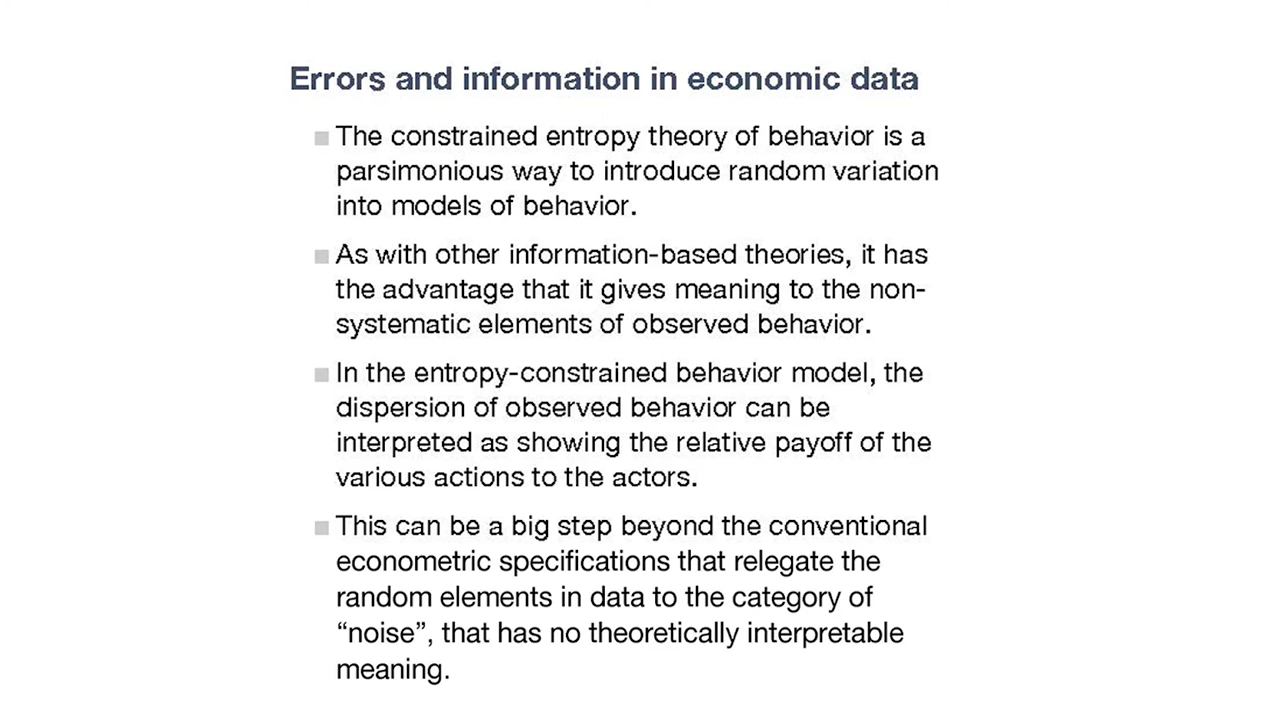 Errors and information in economic data
The constrained entropy theory of behavior is a
parsimonious way to introduce random variation
into models of behavior.
As with other information-based theories, it has
the advantage that it gives meaning to the non-
systematic elements of observed behavior.
In the entropy-constrained behavior model, the
dispersion of observed behavior can be
interpreted as showing the relative payoff of the
various actions to the actors.
This can be a big step beyond the conventional
econometric specifications that relegate the
random elements in data to the category of
“noise”, that has no theoretically interpretable
meaning.